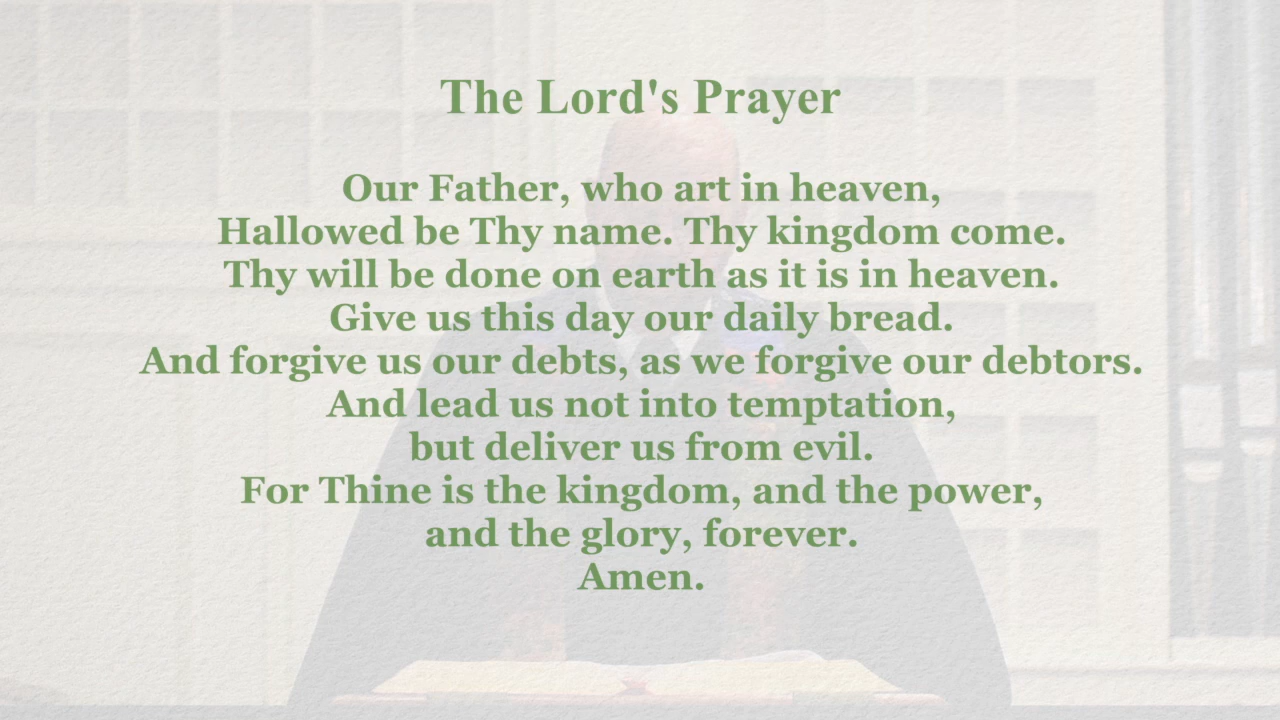 The Lord's Prayer
Our Father, who art in heaven,
Hallowed be Thy name. Thy kingdom come.
Thy will be done on earth as it is in heaven.
Give us this day our daily bread.
And forgive us our debts, as we forgive our debtors.
And lead us not into temptation,
but deliver us from evil.
For Thine is the kingdom, and the power,
and the glory, forever.
Amen.